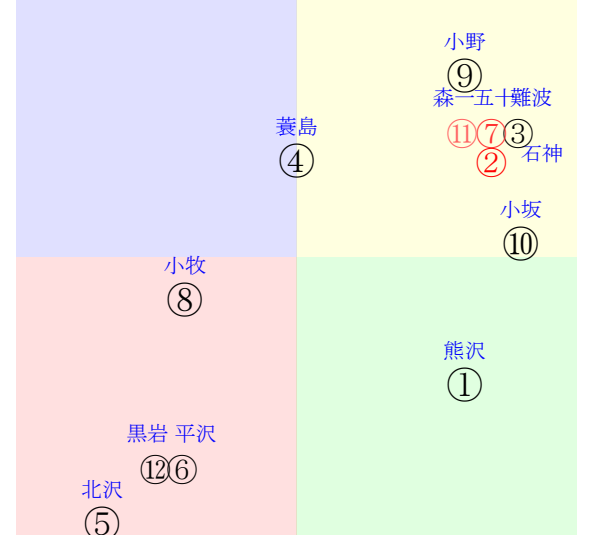 小野
⑨
森一五十難波
蓑島
⑪⑦③
④
②
石神
小坂
⑩
小牧
⑧
熊沢
①
黒岩 平沢
⑫⑥
北沢
⑤